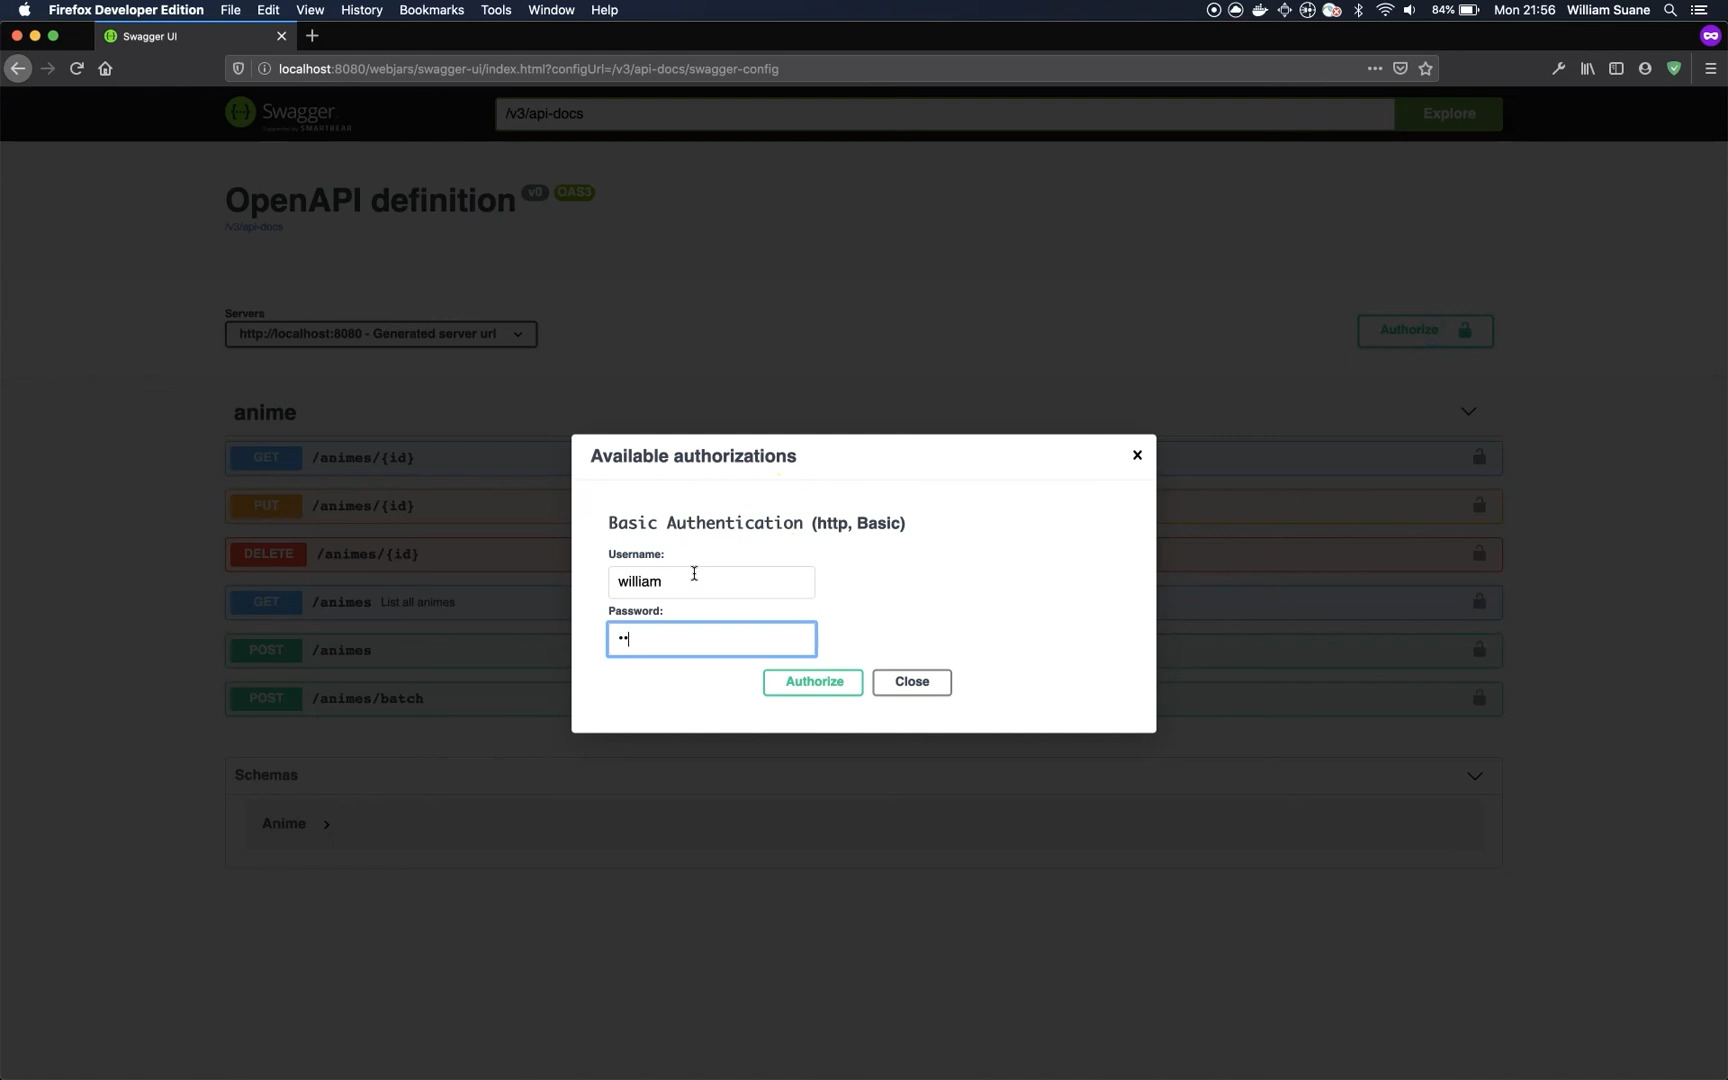 Firefox Developer Edition File Edit View History Bookmarks Tools Window Help 84% Mon 21:56 William Suane
Swagger UI
localhost:8080/webjars/swagger-ui/index.html?configUrl=/v3/api-docs/swagger-config
Swagger
Supported by SMARTBEAR
/v3/api-docs
Explore
OpenAPI definition v0 OAS3
/v3/api-docs
Servers
http://localhost:8080 - Generated server url
Authorize
anime
GET /animes/{id}
PUT /animes/{id}
DELETE /animes/{id}
GET /animes List all animes
POST /animes
POST /animes/batch
Available authorizations
Basic Authentication (http, Basic)
Username:
william
Password:
••
Authorize Close
Schemas
Anime